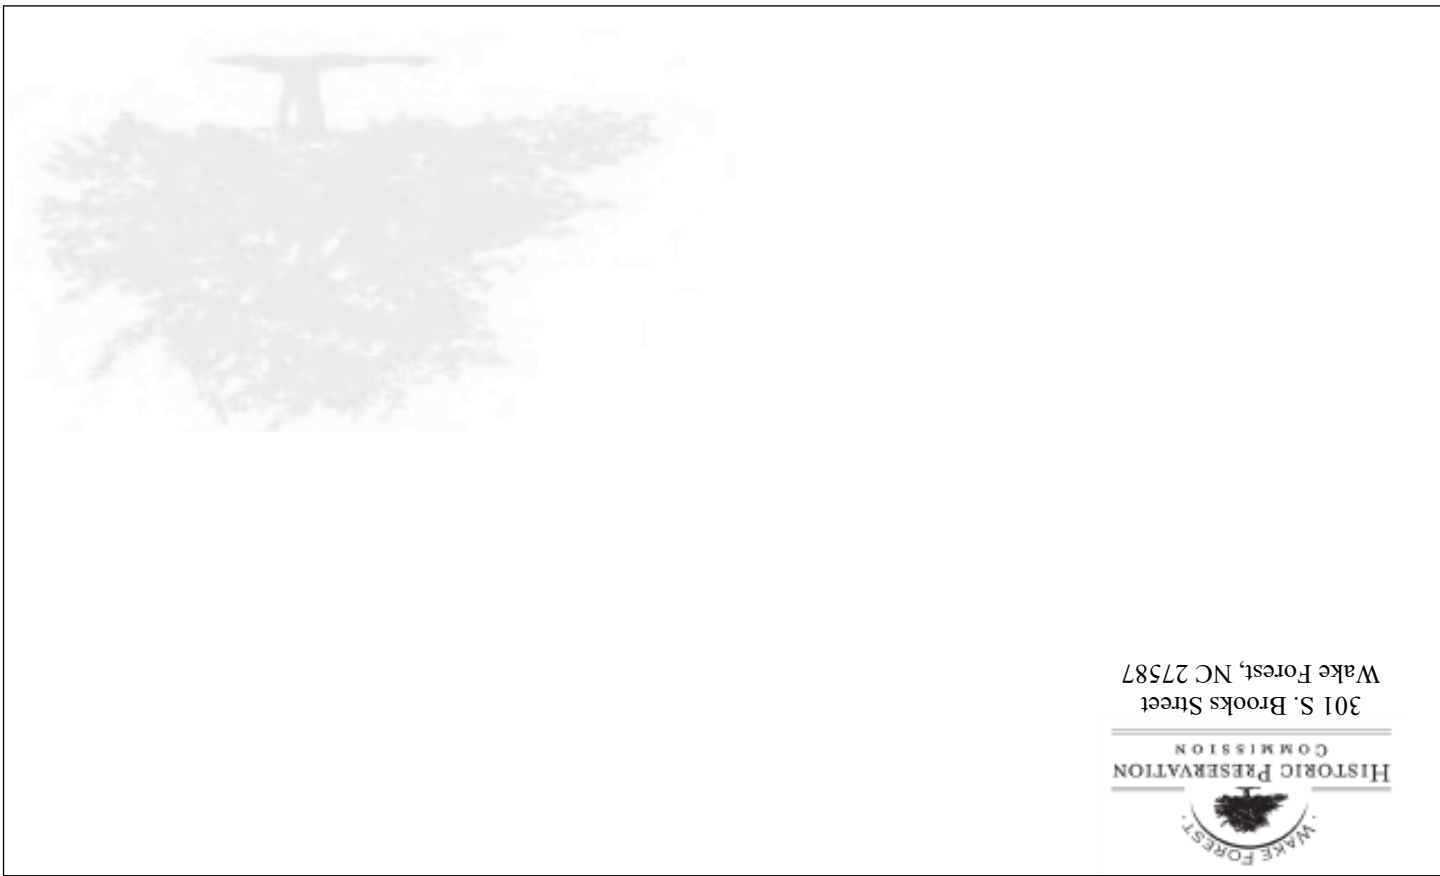 WAKE FOREST
HISTORIC PRESERVATION
COMMISSION
301 S. Brooks Street
Wake Forest, NC 27587